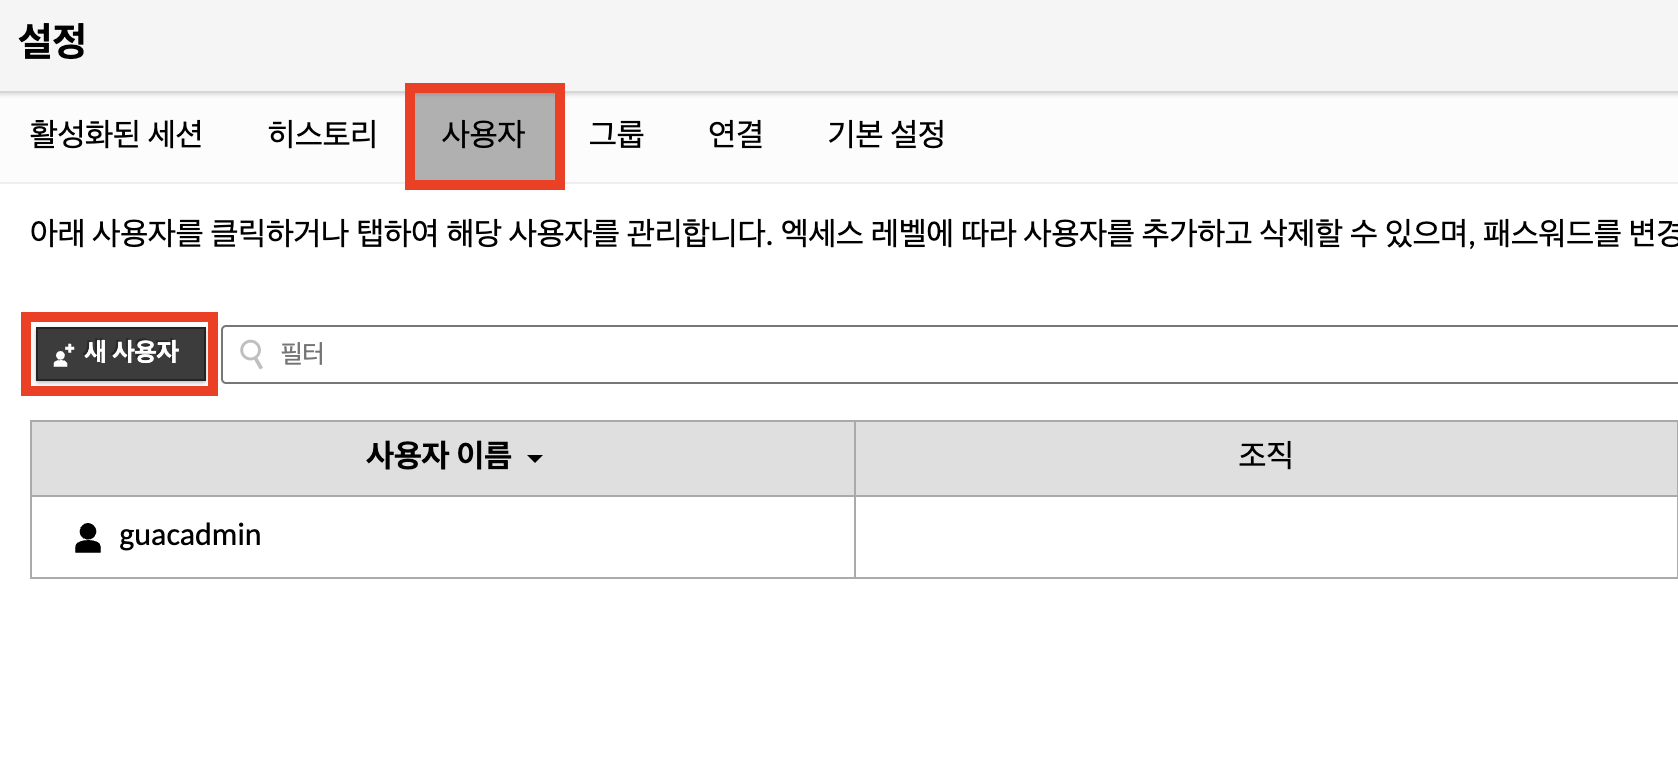 설정
활성화된 세션 히스토리 사용자 그룹 연결 기본 설정
아래 사용자를 클릭하거나 탭하여 해당 사용자를 관리합니다. 엑세스 레벨에 따라 사용자를 추가하고 삭제할 수 있으며, 패스워드를 변경
새 사용자 필터
사용자 이름 조직
guacadmin